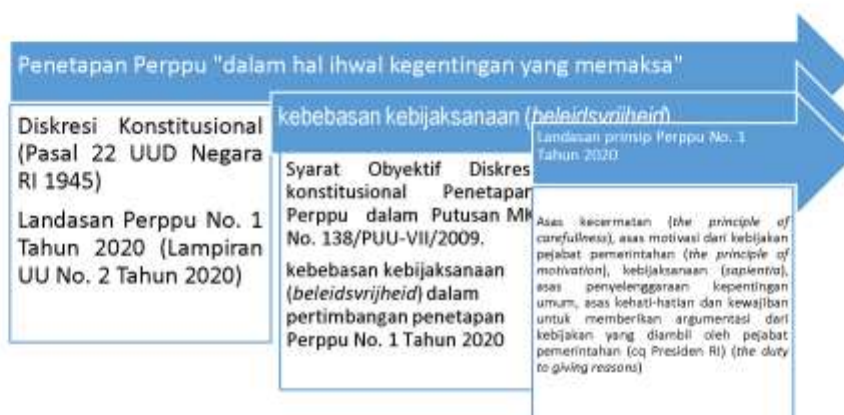 Penetapan Perppu "dalam hal ihwal kegentingan yang memaksa"
Diskresi Konstitusional
(Pasal 22 UUD Negara
RI 1945)
Landasan Perppu No. 1
Tahun 2020 (Lampiran
UU No. 2 Tahun 2020)
kebebasan kebijaksanaan (beleidsvrijheid)
Syarat Obyektif Diskres
konstitusional Penetapan
Perppu dalam Putusan MK
No. 138/PUU-VII/2009.
kebebasan kebijaksanaan
(beleidsvrijheid) dalam
pertimbangan penetapan
Perppu No. 1 Tahun 2020
Landasan prinsip Perppu No. 1
Tahun 2020
Asas kecermatan (the principle of
carefullness), asas motivasi dari kebijakan
pejabat pemerintahan (the principle of
motivation), kebijaksanaan (sapientia),
asas penyelenggaraan kepentingan
umum, asas kehati-hatian dan kewajiban
untuk memberikan argumentasi dari
kebijakan yang diambil oleh pejabat
pemerintahan (cq Presiden RI) (the duty
to giving reasons)